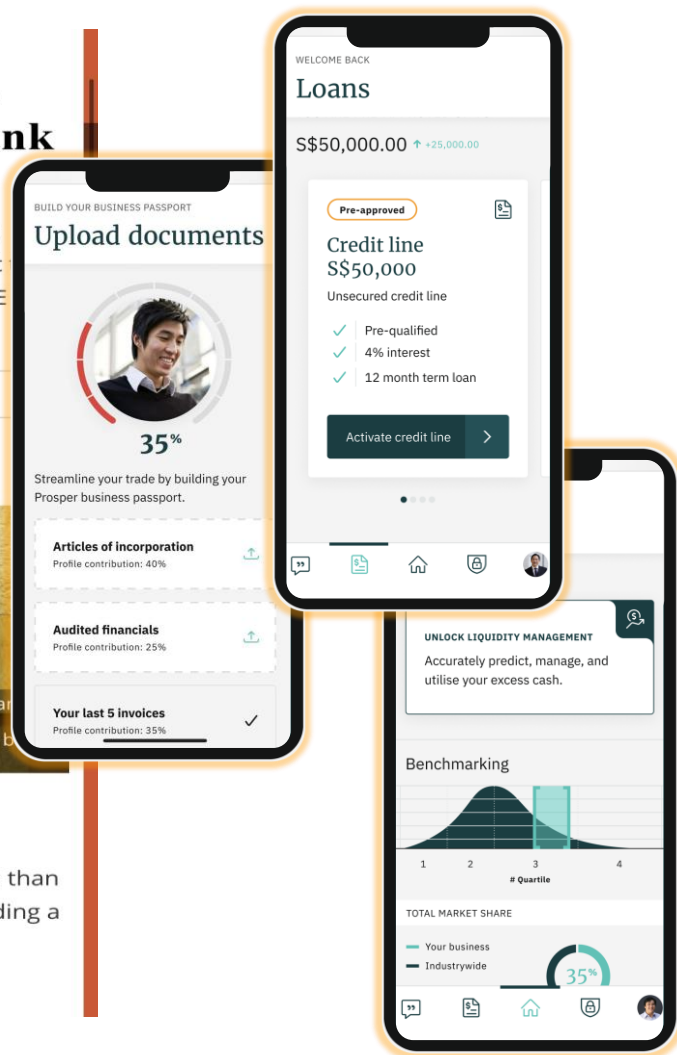 WELCOME BACK
Loans
S$50,000.00 ↑ +25,000.00
Pre-approved
Credit line
S$50,000
Unsecured credit line
Pre-qualified
4% interest
12 month term loan
Activate credit line
BUILD YOUR BUSINESS PASSPORT
Upload documents
35%
Streamline your trade by building your
Prosper business passport.
Articles of incorporation
Profile contribution: 40%
Audited financials
Profile contribution: 25%
Your last 5 invoices
Profile contribution: 35%
UNLOCK LIQUIDITY MANAGEMENT
Accurately predict, manage, and
utilise your excess cash.
Benchmarking
1 2 3 4
# Quartile
TOTAL MARKET SHARE
Your business
Industrywide
35%
than